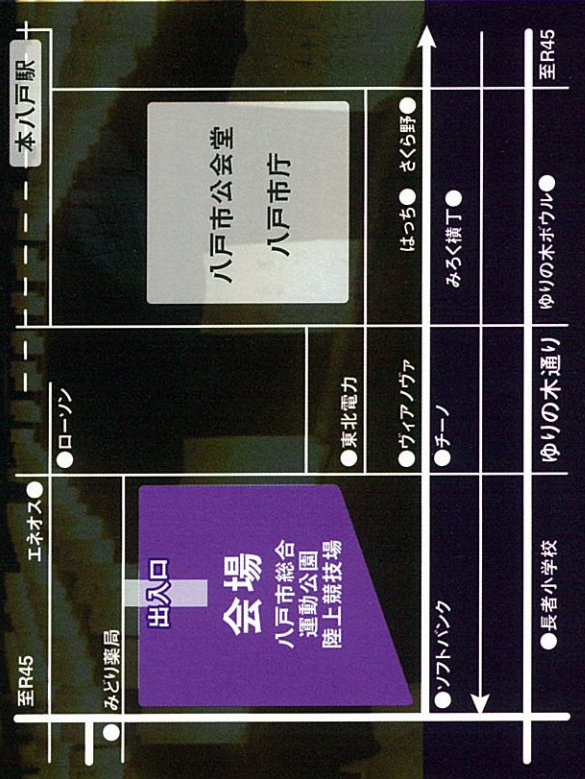 至R45
エネオス
ローソン
本八戸駅
みどり薬局
出入口
会場
八戸市総合
運動公園
陸上競技場
八戸市公会堂
八戸市庁
東北電力
ヴィアノヴァ
はっち
さくら野
ソフトバンク
チーノ
みろく横丁
長者小学校
ゆりの木通り
ゆりの木ボウル
至R45